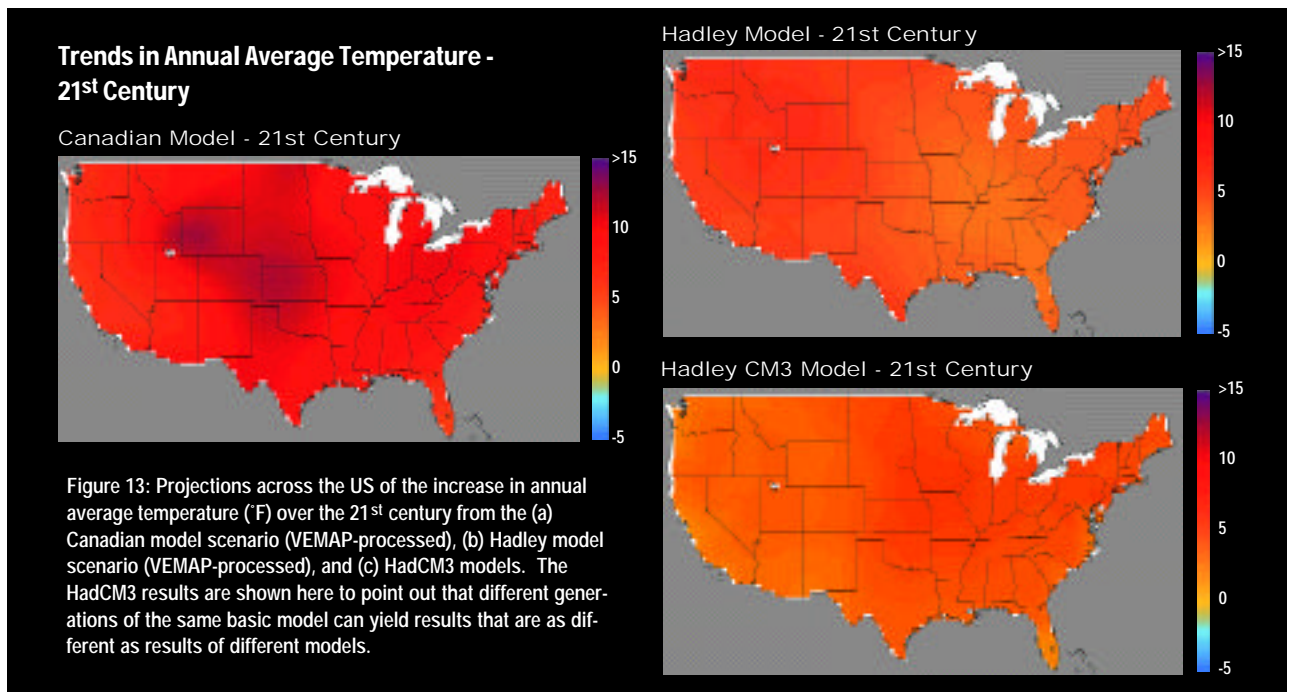 Trends in Annual Average Temperature -
21st Century
Canadian Model - 21st Century
>15
10
5
0
-5
Figure 13: Projections across the US of the increase in annual
average temperature (˚F) over the 21st century from the (a)
Canadian model scenario (VEMAP-processed), (b) Hadley model
scenario (VEMAP-processed), and (c) HadCM3 models. The
HadCM3 results are shown here to point out that different gener-
ations of the same basic model can yield results that are as dif-
ferent as results of different models.
Hadley Model - 21st Century
>15
10
5
0
-5
Hadley CM3 Model - 21st Century
>15
10
5
0
-5